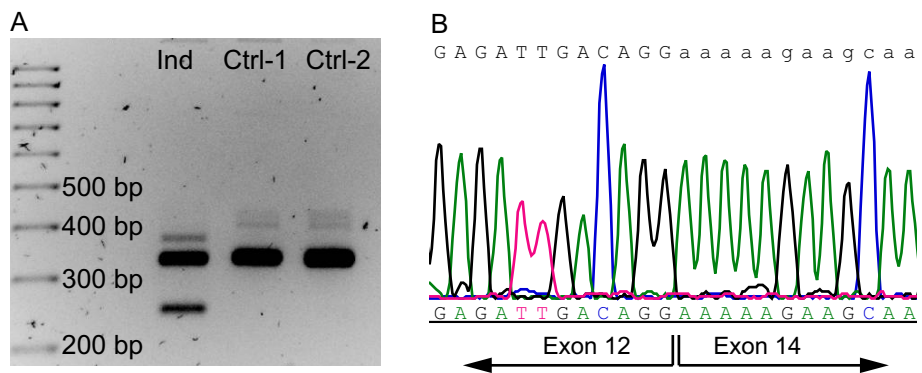 A
Ind Ctrl-1 Ctrl-2
500 bp
400 bp
300 bp
200 bp
B
GAGATTGACAGGaaaaagaagcaa
GAGATTGACAGGAAAAAGAAGCAA
Exon 12 Exon 14